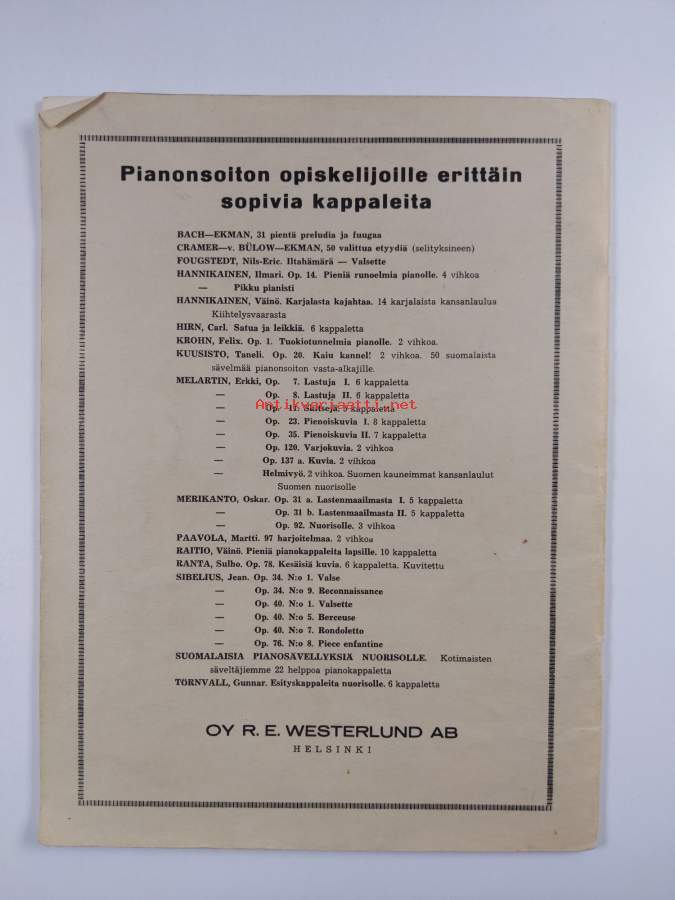 Pianonsoiton opiskelijoille erittäin
sopivia kappaleita
BACH—EKMAN, 31 pientä preludia ja fuugaa
CRAMER—v. BÜLOW—EKMAN, 50 valittua etyydiä (selityksineen)
FOUGSTEDT, Nils-Eric. Iltahämärä — Valsette
HANNIKAINEN, Ilmari. Op. 14. Pieniä runoelmia pianolle. 4 vihkoa
— Pikku pianisti
HANNIKAINEN, Väinö. Karjalasta kajahtaa. 14 karjalaista kansanlaulua
Kiihtelysvaarasta
HIRN, Carl. Satua ja leikkiä. 6 kappaletta
KROHN, Felix. Op. 1. Tuokiotunnelmia pianolle. 2 vihkoa.
KUUSISTO, Taneli. Op. 20. Kaiu kannel! 2 vihkoa. 50 suomalaista
sävelmää pianonsoiton vasta-alkajille.
MELARTIN, Erkki, Op. 7. Lastuja I. 6 kappaletta
— Op. 8. Lastuja II. 6 kappaletta
Antikvariaatti.net
— Op. kappaletta
— Op. 23. Pienoiskuvia I. 8 kappaletta
— Op. 35. Pienoiskuvia II. 7 kappaletta
— Op. 120. Varjokuvia. 2 vihkoa
— Op. 137 a. Kuvia. 2 vihkoa
— Helmivyö. 2 vihkoa. Suomen kauneimmat kansanlaulut
Suomen nuorisolle
MERIKANTO, Oskar. Op. 31 a. Lastenmaailmasta I. 5 kappaletta
— Op. 31 b. Lastenmaailmasta II. 5 kappaletta
— Op. 92. Nuorisolle. 3 vihkoa
PAAVOLA, Martti. 97 harjoitelmaa. 2 vihkoa
RAITIO, Väinö. Pieniä pianokappaleita lapsille. 10 kappaletta
RANTA, Sulho. Op. 78. Kesäisiä kuvia. 6 kappaletta. Kuvitettu
SIBELIUS, Jean. Op. 34. N:o 1. Valse
— Op. 34. N:o 9. Reconnaissance
— Op. 40. N:o 1. Valsette
— Op. 40. N:o 5. Berceuse
— Op. 40. N:o 7. Rondoletto
— Op. 76. N:o 8. Piece enfantine
SUOMALAISIA PIANOSÄVELLYKSIÄ NUORISOLLE. Kotimaisten
säveltäjiemme 22 helppoa pianokappaletta
TÖRNVALL, Gunnar. Esityskappaleita nuorisolle. 6 kappaletta
OY R. E. WESTERLUND AB
HELSINKI